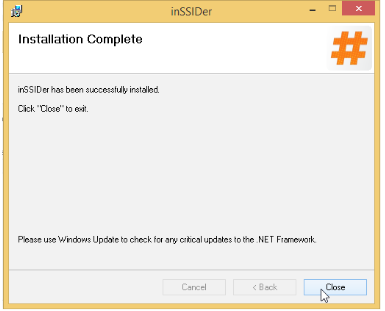 inSSIDer
Installation Complete
#
inSSIDer has been successfully installed.
Click "Close" to exit.
Please use Windows Update to check for any critical updates to the .NET Framework.
Cancel
< Back
Close